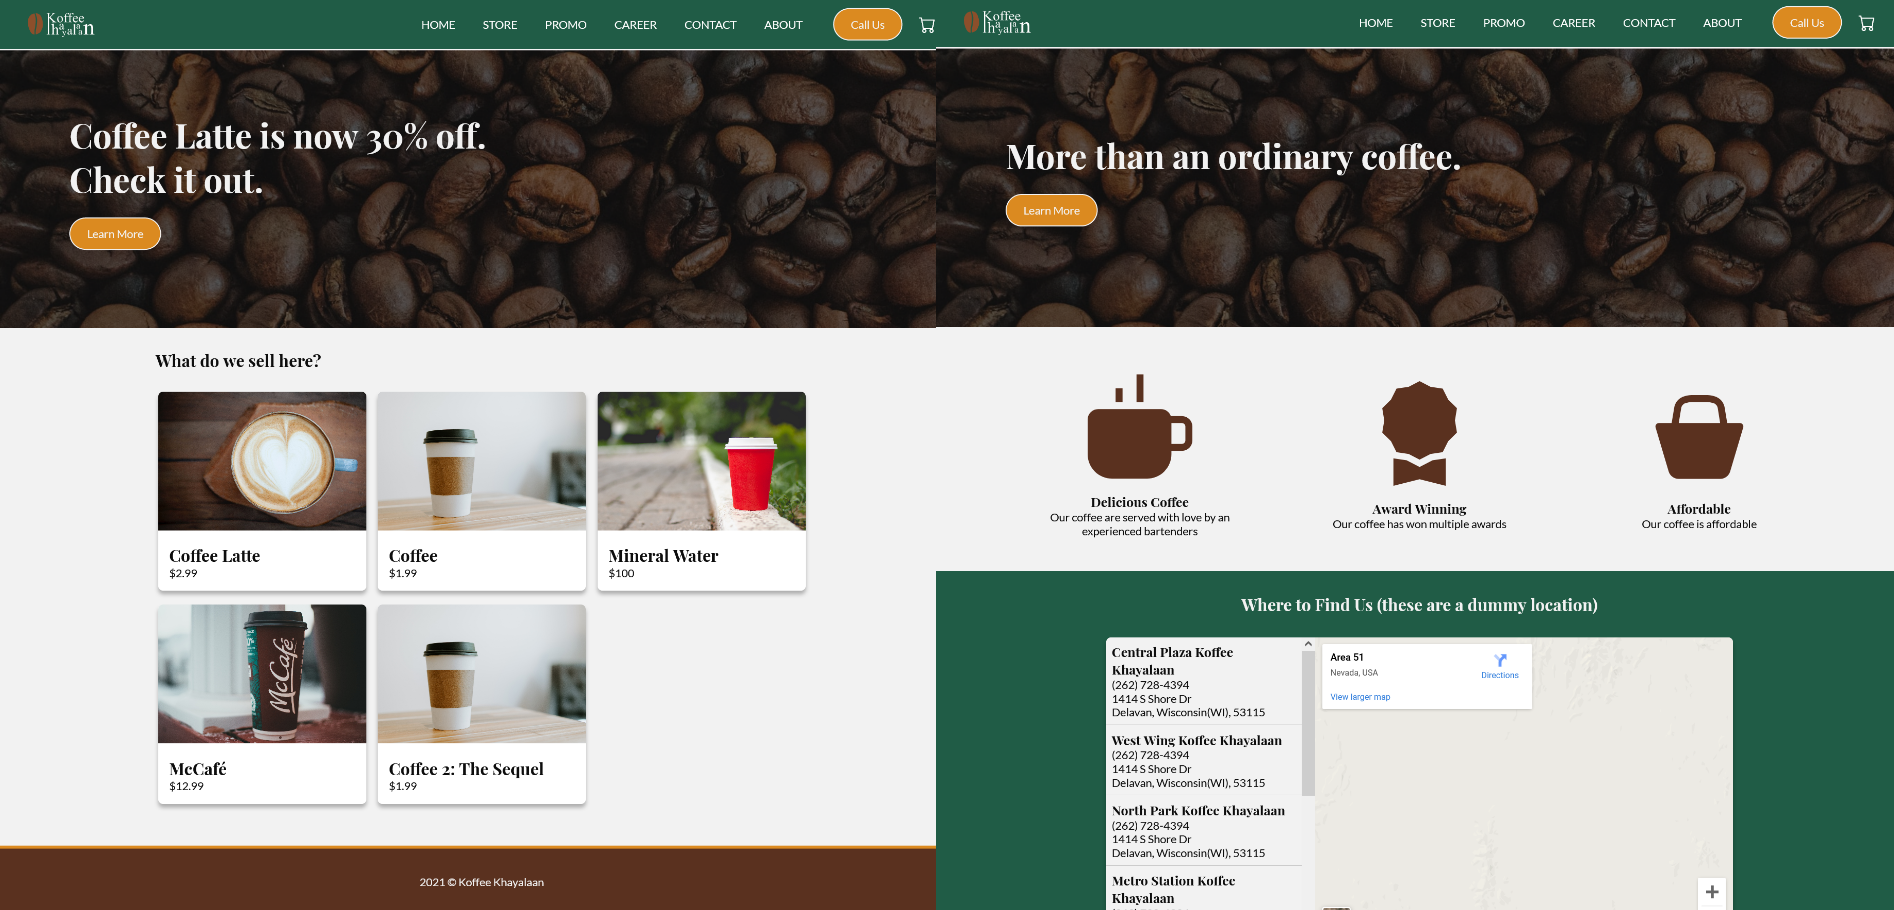 Koffee
Khayalaan
HOME
STORE
PROMO
CAREER
CONTACT
ABOUT
Call Us
Coffee Latte is now 30% off.
Check it out.
Learn More
What do we sell here?
Coffee Latte
$2.99
Coffee
$1.99
Mineral Water
$100
McCafé
McCafé
$12.99
Coffee 2: The Sequel
$1.99
2021 © Koffee Khayalaan
Koffee
Khayalaan
HOME
STORE
PROMO
CAREER
CONTACT
ABOUT
Call Us
More than an ordinary coffee.
Learn More
Delicious Coffee
Our coffee are served with love by an
experienced bartenders
Award Winning
Our coffee has won multiple awards
Affordable
Our coffee is affordable
Where to Find Us (these are a dummy location)
Central Plaza Koffee
Khayalaan
(262) 728-4394
1414 S Shore Dr
Delavan, Wisconsin(WI), 53115
West Wing Koffee Khayalaan
(262) 728-4394
1414 S Shore Dr
Delavan, Wisconsin(WI), 53115
North Park Koffee Khayalaan
(262) 728-4394
1414 S Shore Dr
Delavan, Wisconsin(WI), 53115
Metro Station Koffee
Khayalaan
Area 51
Nevada, USA
Directions
View larger map